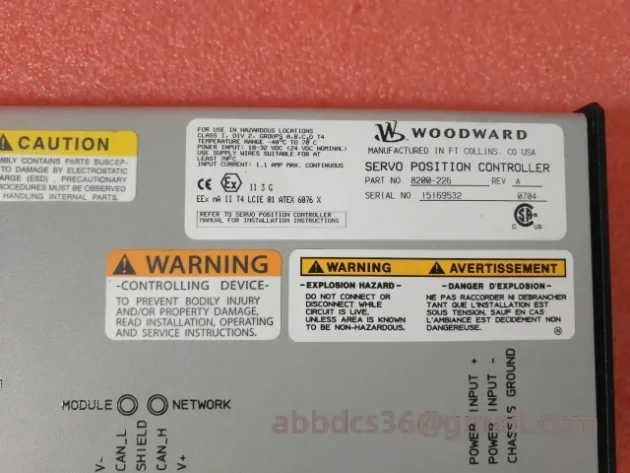 CAUTION
MBLY CONTAINS PARTS SUSCEP-
TO DAMAGE BY ELECTROSTATIC
ARGE (ESD). PRECAUTIONARY
ROCEDURES MUST BE OBSERVED
HANDLING INTERNAL PARTS.
FOR USE IN HAZARDOUS LOCATIONS
CLASS I, DIV 2, GROUPS A,B,C,D T4
TEMPERATURE RANGE -40°C TO 70 C
POWER INPUT: 18-32 VDC (24 VDC NOMINAL)
USE SUPPLY WIRES SUITABLE FOR AT
LEAST 70°C
INPUT CURRENT: 1.1 AMP MAX. CONTINUOUS
CE Ex II 3 G
EEx nA II T4 LCIE 01 ATEX 6076 X
REFER TO SERVO POSITION CONTROLLER
MANUAL FOR INSTALLATION INSTRUCTIONS
WOODWARD
MANUFACTURED IN FT COLLINS, CO USA
SERVO POSITION CONTROLLER
PART NO 8200-226 REV A
SERIAL NO 15169532 0704
C US
WARNING
-CONTROLLING DEVICE-
TO PREVENT BODILY INJURY
AND/OR PROPERTY DAMAGE,
READ INSTALLATION, OPERATING
AND SERVICE INSTRUCTIONS.
WARNING
- EXPLOSION HAZARD -
DO NOT CONNECT OR
DISCONNECT WHILE
CIRCUIT IS LIVE,
UNLESS AREA IS KNOWN
TO BE NON-HAZARDOUS.
AVERTISSEMENT
- DANGER D'EXPLOSION -
NE PAS RACCORDER NI DEBRANCHER
TANT QUE L'INSTALLATION EST
SOUS TENSION, SAUF EN CAS
L'AMBIANCE EST DECIDEMENT NON
DANGEREUSE.
®
MODULE
NETWORK
V-
CAN_L
SHIELD
CAN_H
V+
POWER INPUT +
POWER INPUT -
CHASSIS GROUND
abbdcs36@gmail.com